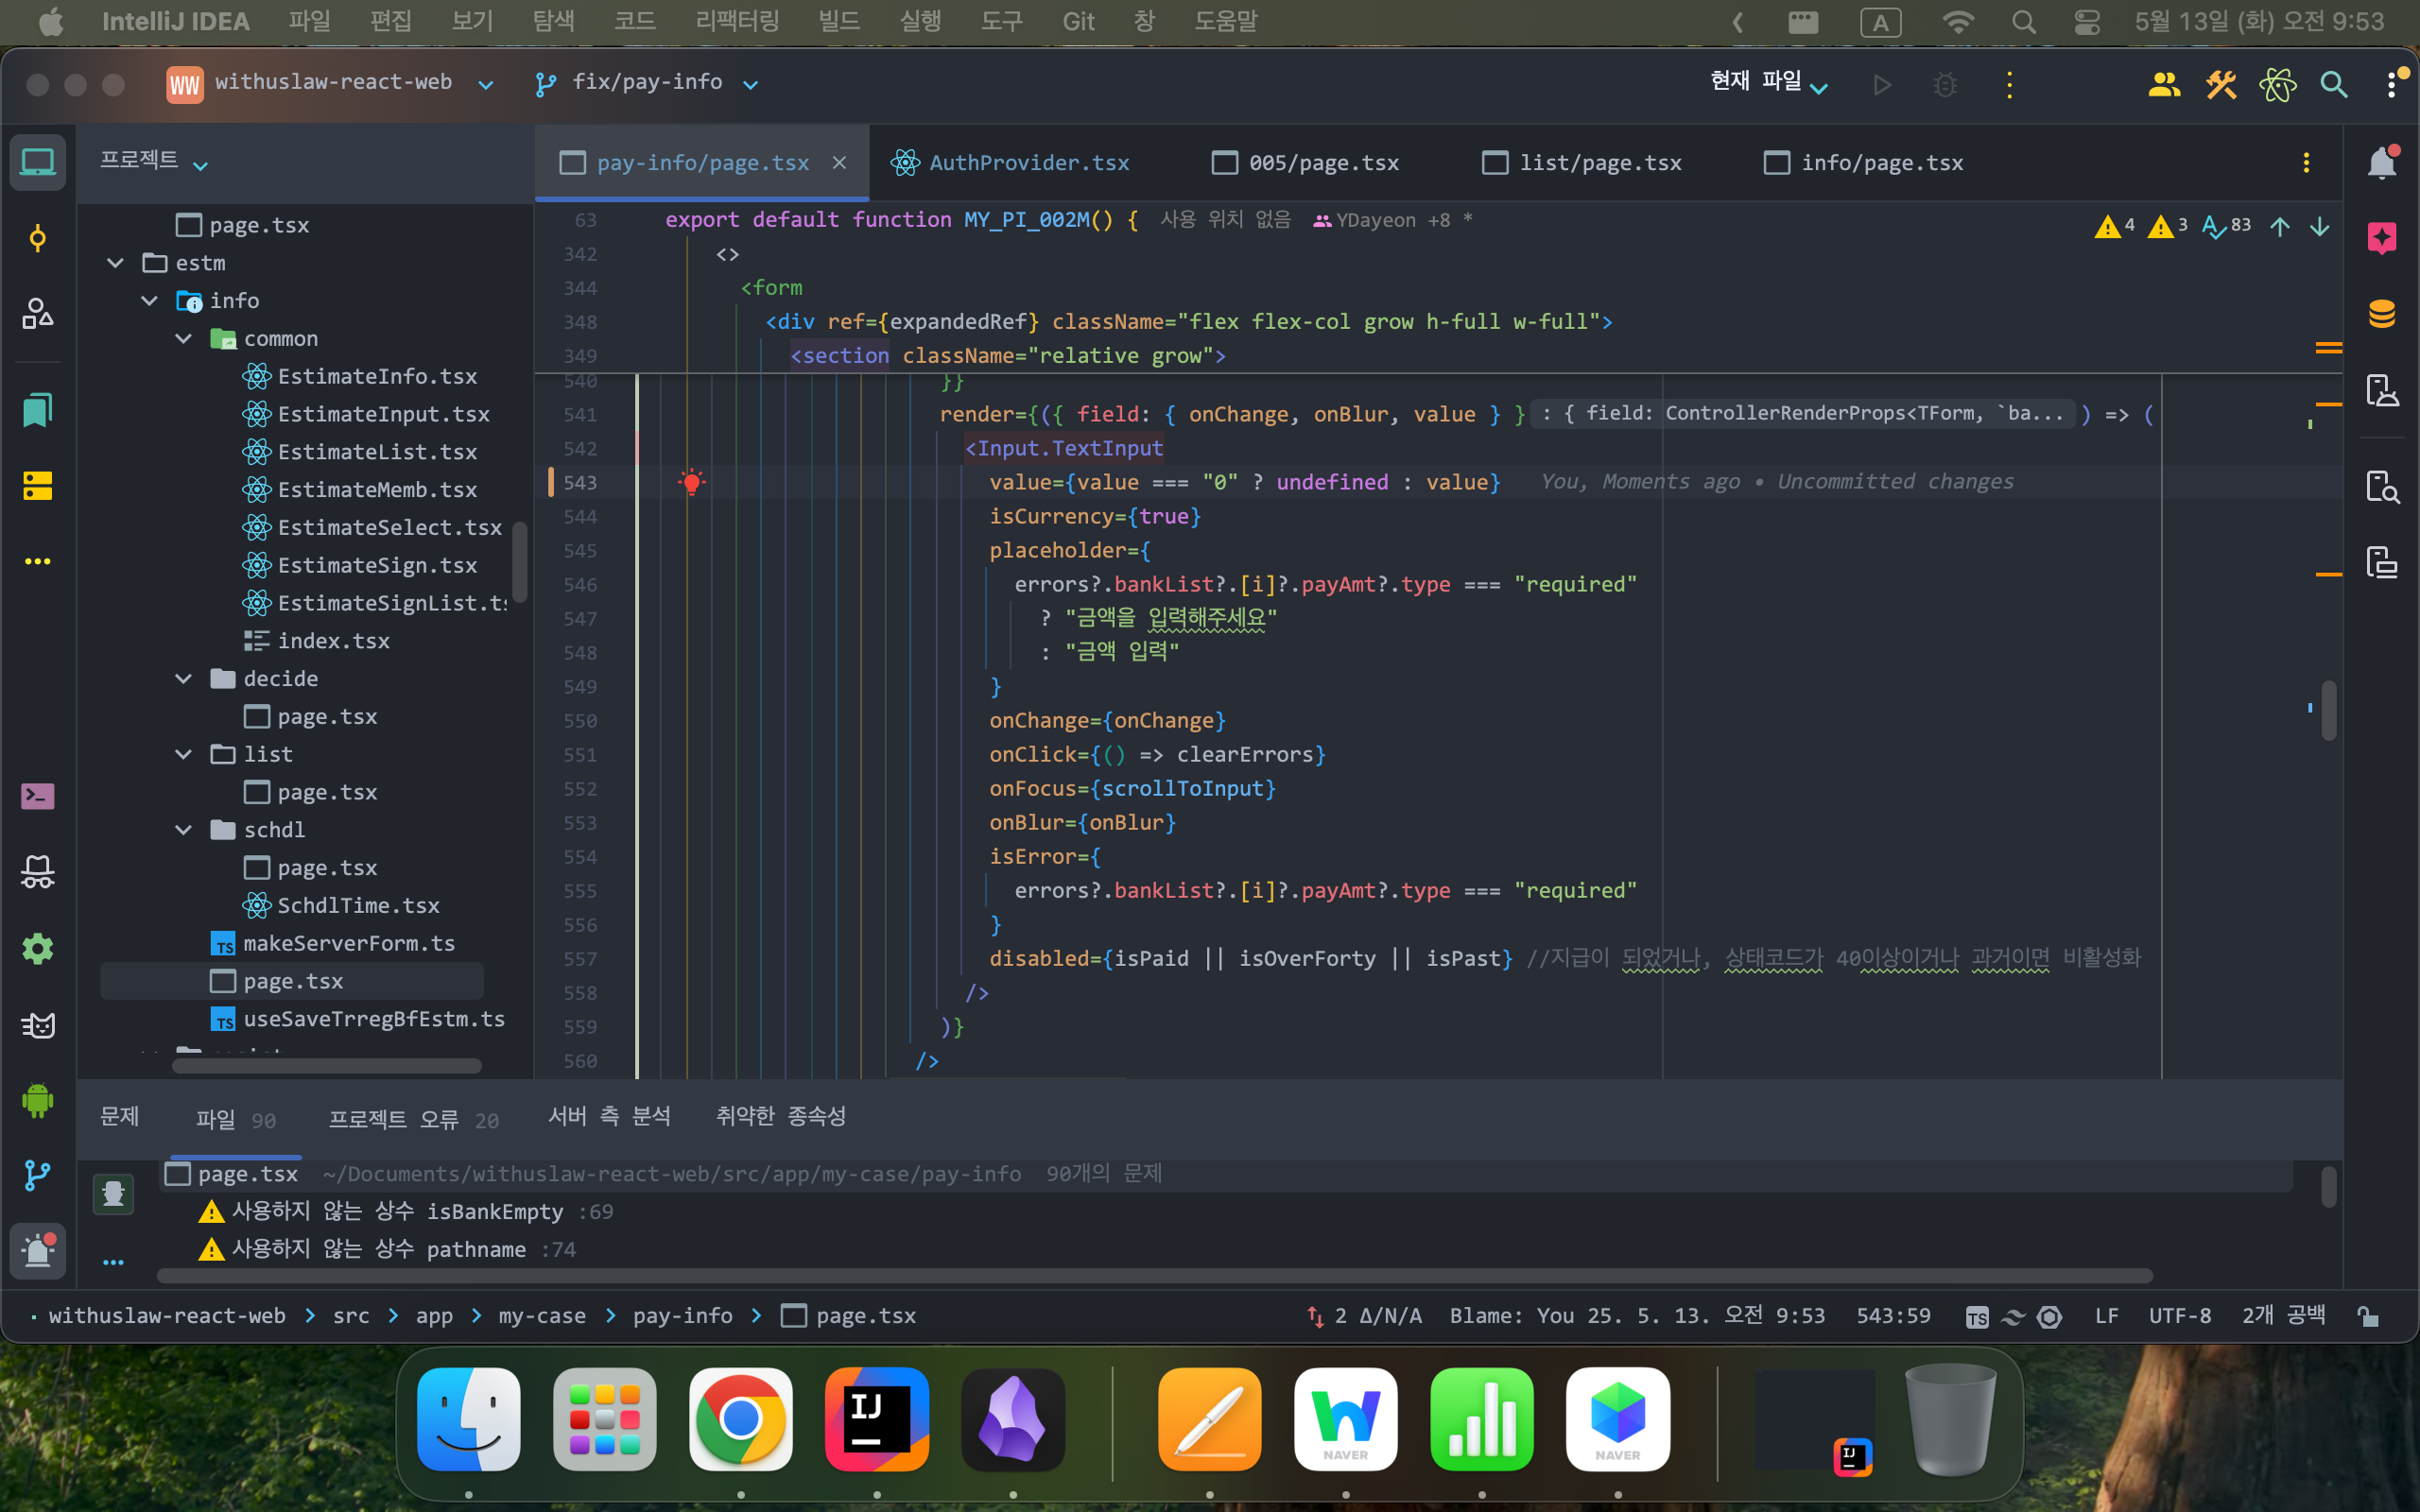 IntelliJ IDEA 파일 편집 보기 탐색 코드 리팩터링 빌드 실행 도구 Git 창 도움말 A 5월 13일 (화) 오전 9:53
WW withuslaw-react-web fix/pay-info 현재 파일
프로젝트
pay-info/page.tsx AuthProvider.tsx 005/page.tsx list/page.tsx info/page.tsx
page.tsx
estm
info
common
EstimateInfo.tsx
EstimateInput.tsx
EstimateList.tsx
EstimateMemb.tsx
EstimateSelect.tsx
EstimateSign.tsx
EstimateSignList.ts
index.tsx
decide
page.tsx
list
page.tsx
schdl
page.tsx
SchdlTime.tsx
makeServerForm.ts
page.tsx
useSaveTrregBfEstm.ts
63 export default function MY_PI_002M() { 사용 위치 없음 YDayeon +8 *
4 3 83
342 <>
344 <form
348 <div ref={expandedRef} className="flex flex-col grow h-full w-full">
349 <section className="relative grow">
540 }}
541 render={({ field: { onChange, onBlur, value } } : { field: ControllerRenderProps<TForm, `ba... ) => (
542 <Input.TextInput
543 value={value === "0" ? undefined : value} You, Moments ago • Uncommitted changes
544 isCurrency={true}
545 placeholder={
546 errors?.bankList?.[i]?.payAmt?.type === "required"
547 ? "금액을 입력해주세요"
548 : "금액 입력"
549 }
550 onChange={onChange}
551 onClick={() => clearErrors}
552 onFocus={scrollToInput}
553 onBlur={onBlur}
554 isError={
555 errors?.bankList?.[i]?.payAmt?.type === "required"
556 }
557 disabled={isPaid || isOverForty || isPast} //지급이 되었거나, 상태코드가 40이상이거나 과거이면 비활성화
558 />
559 )}
560 />
문제 파일 90 프로젝트 오류 20 서버 측 분석 취약한 종속성
page.tsx ~/Documents/withuslaw-react-web/src/app/my-case/pay-info 90개의 문제
사용하지 않는 상수 isBankEmpty :69
사용하지 않는 상수 pathname :74
withuslaw-react-web src app my-case pay-info page.tsx 2 Δ/N/A Blame: You 25. 5. 13. 오전 9:53 543:59 TS LF UTF-8 2개 공백
IJ NAVER NAVER IJ